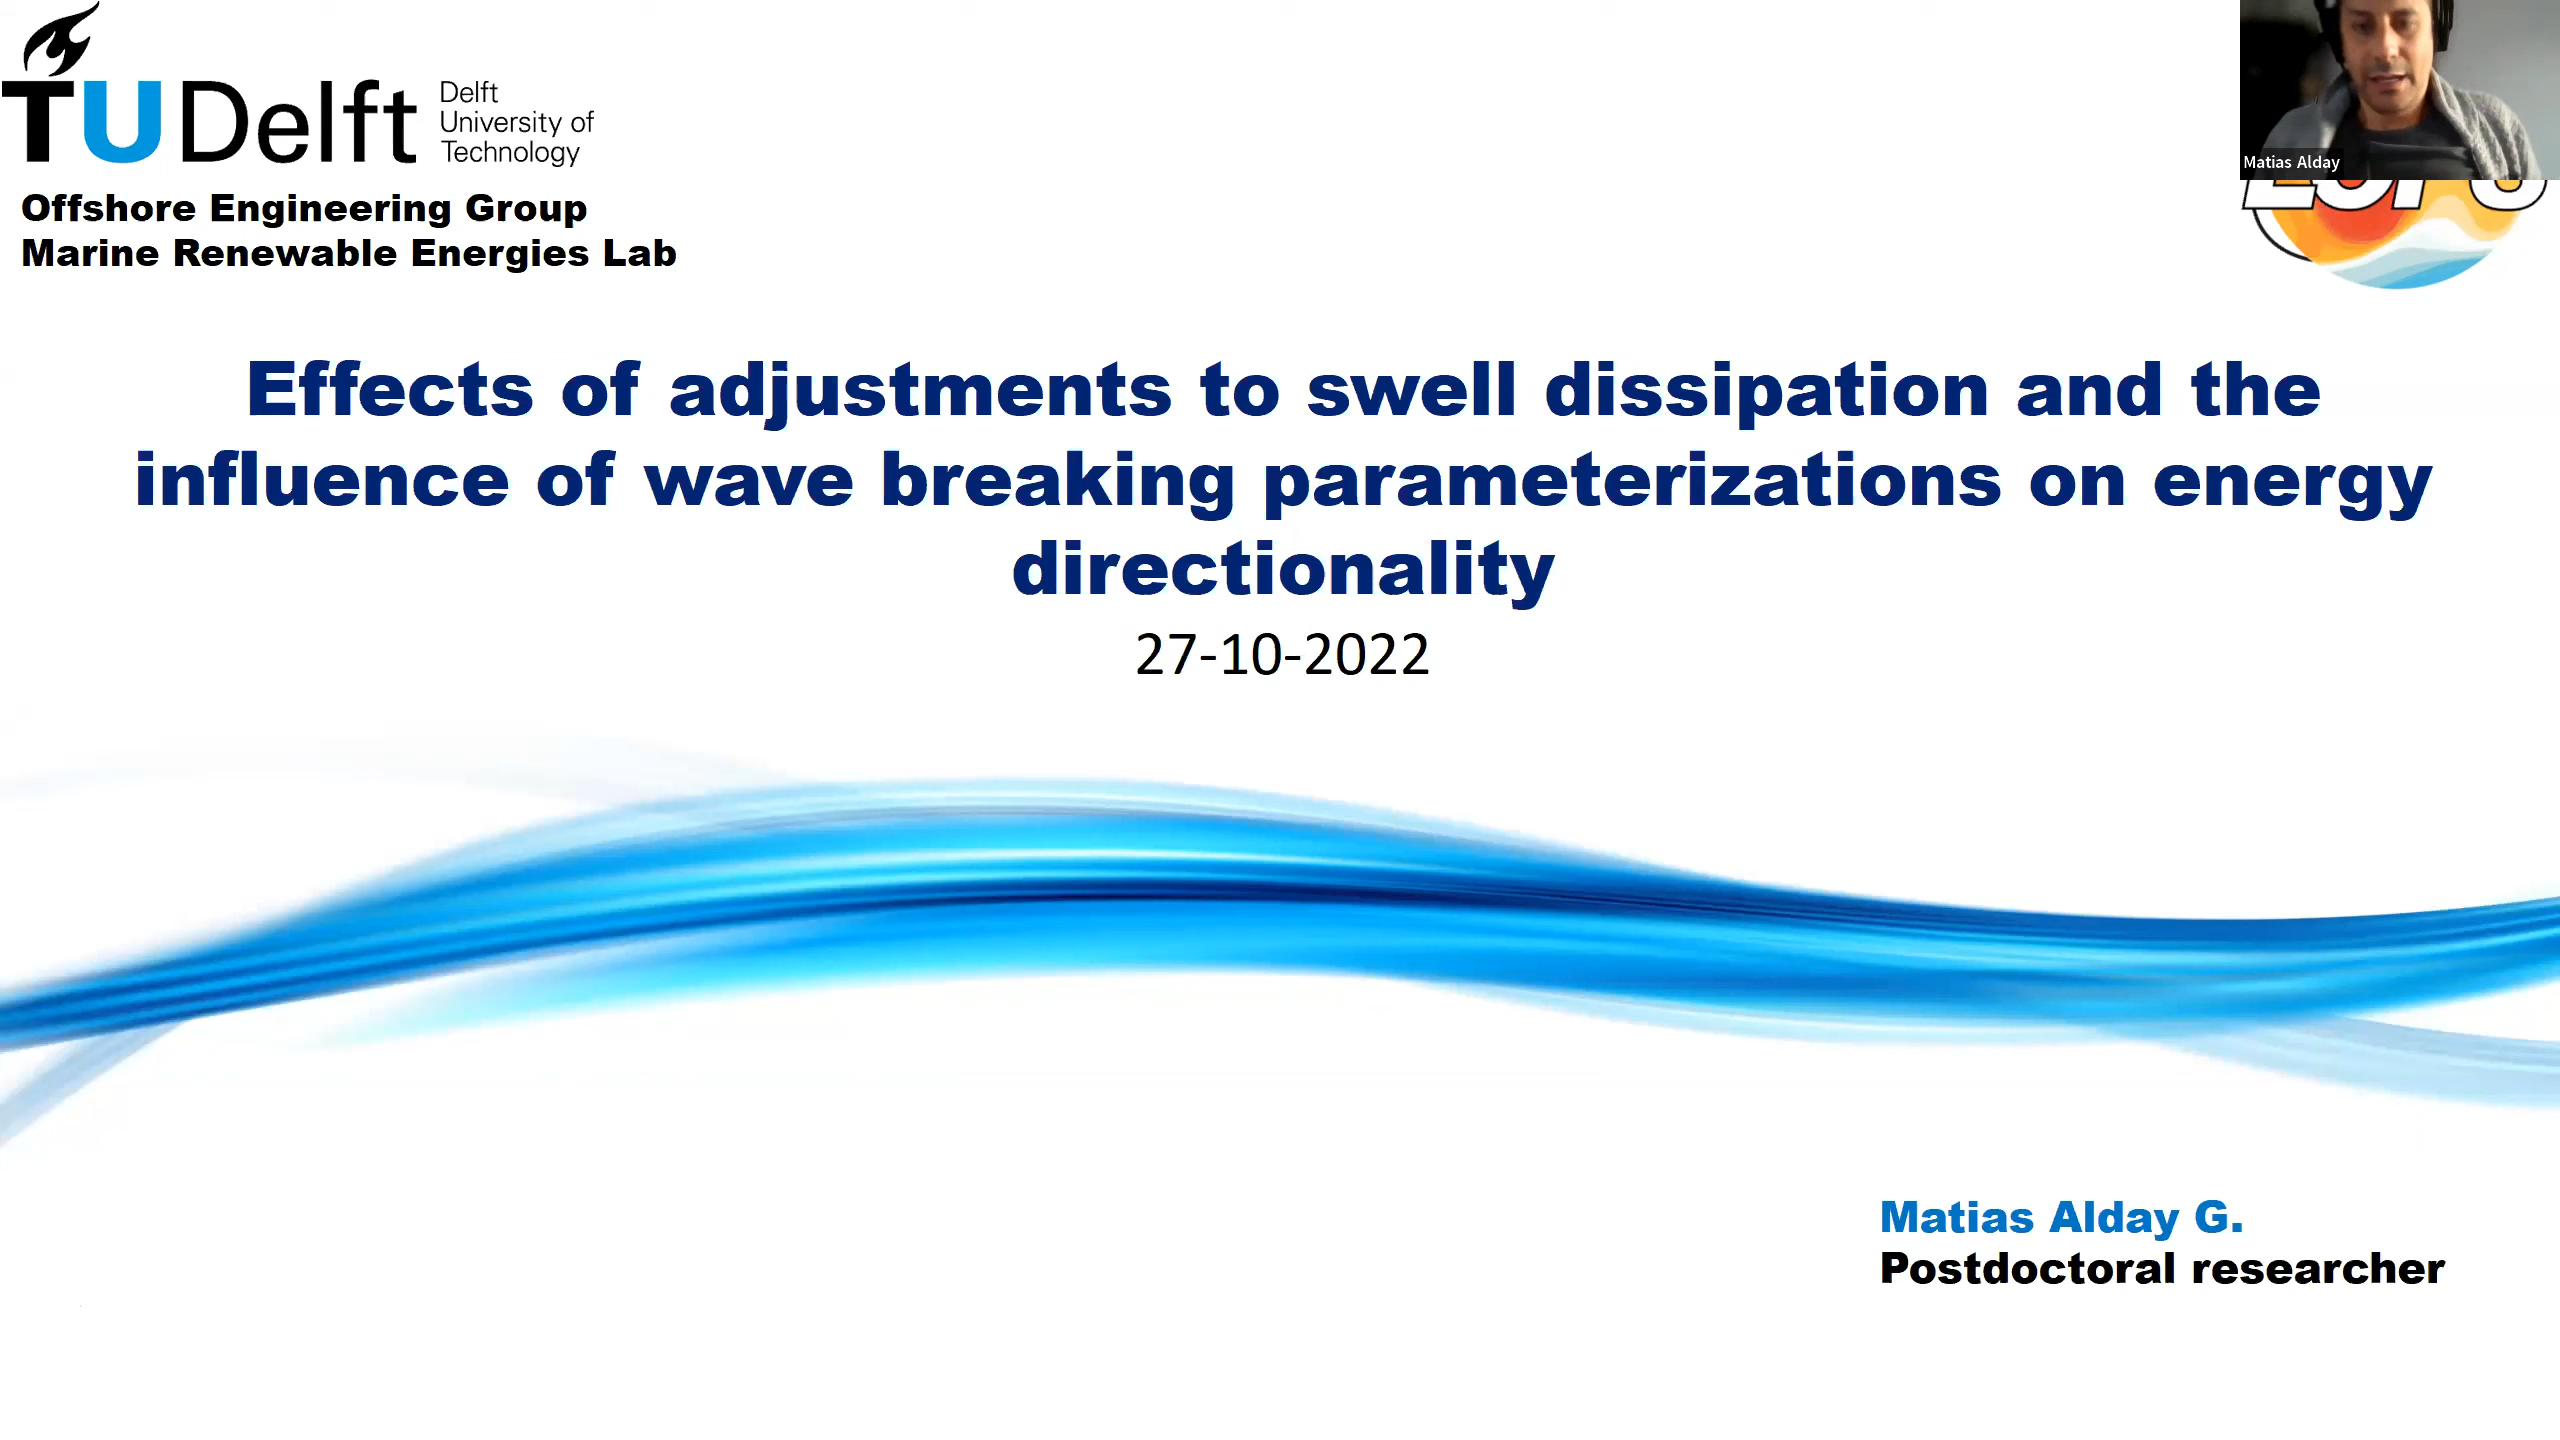 TUDelft
Delft
University of
Technology
Offshore Engineering Group
Marine Renewable Energies Lab
Matias Alday
Effects of adjustments to swell dissipation and the
influence of wave breaking parameterizations on energy
directionality
27-10-2022
Matias Alday G.
Postdoctoral researcher